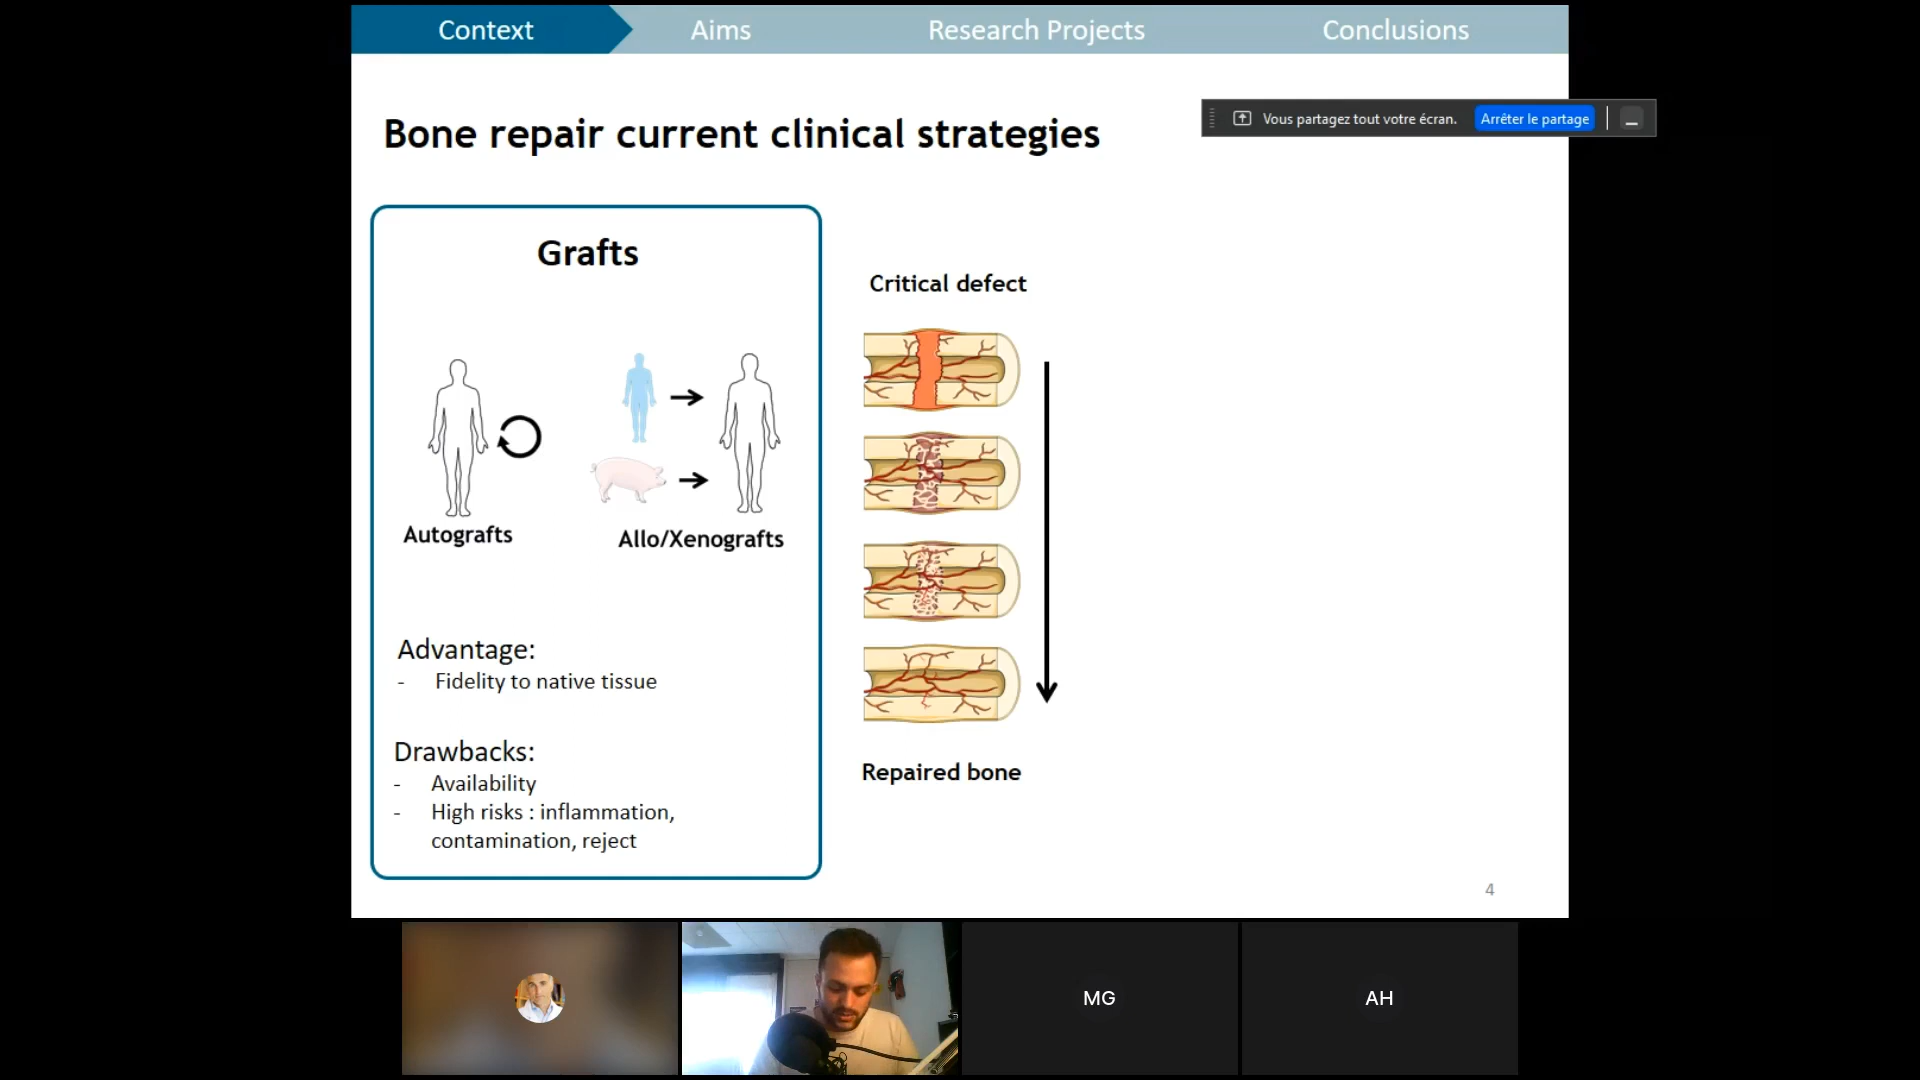 Context
Aims
Research Projects
Conclusions
Bone repair current clinical strategies
Vous partagez tout votre écran.
Arrêter le partage
Grafts
Critical defect
Autografts
Allo/Xenografts
Advantage:
- Fidelity to native tissue
Drawbacks:
- Availability
- High risks : inflammation,
contamination, reject
Repaired bone
4
MG
AH